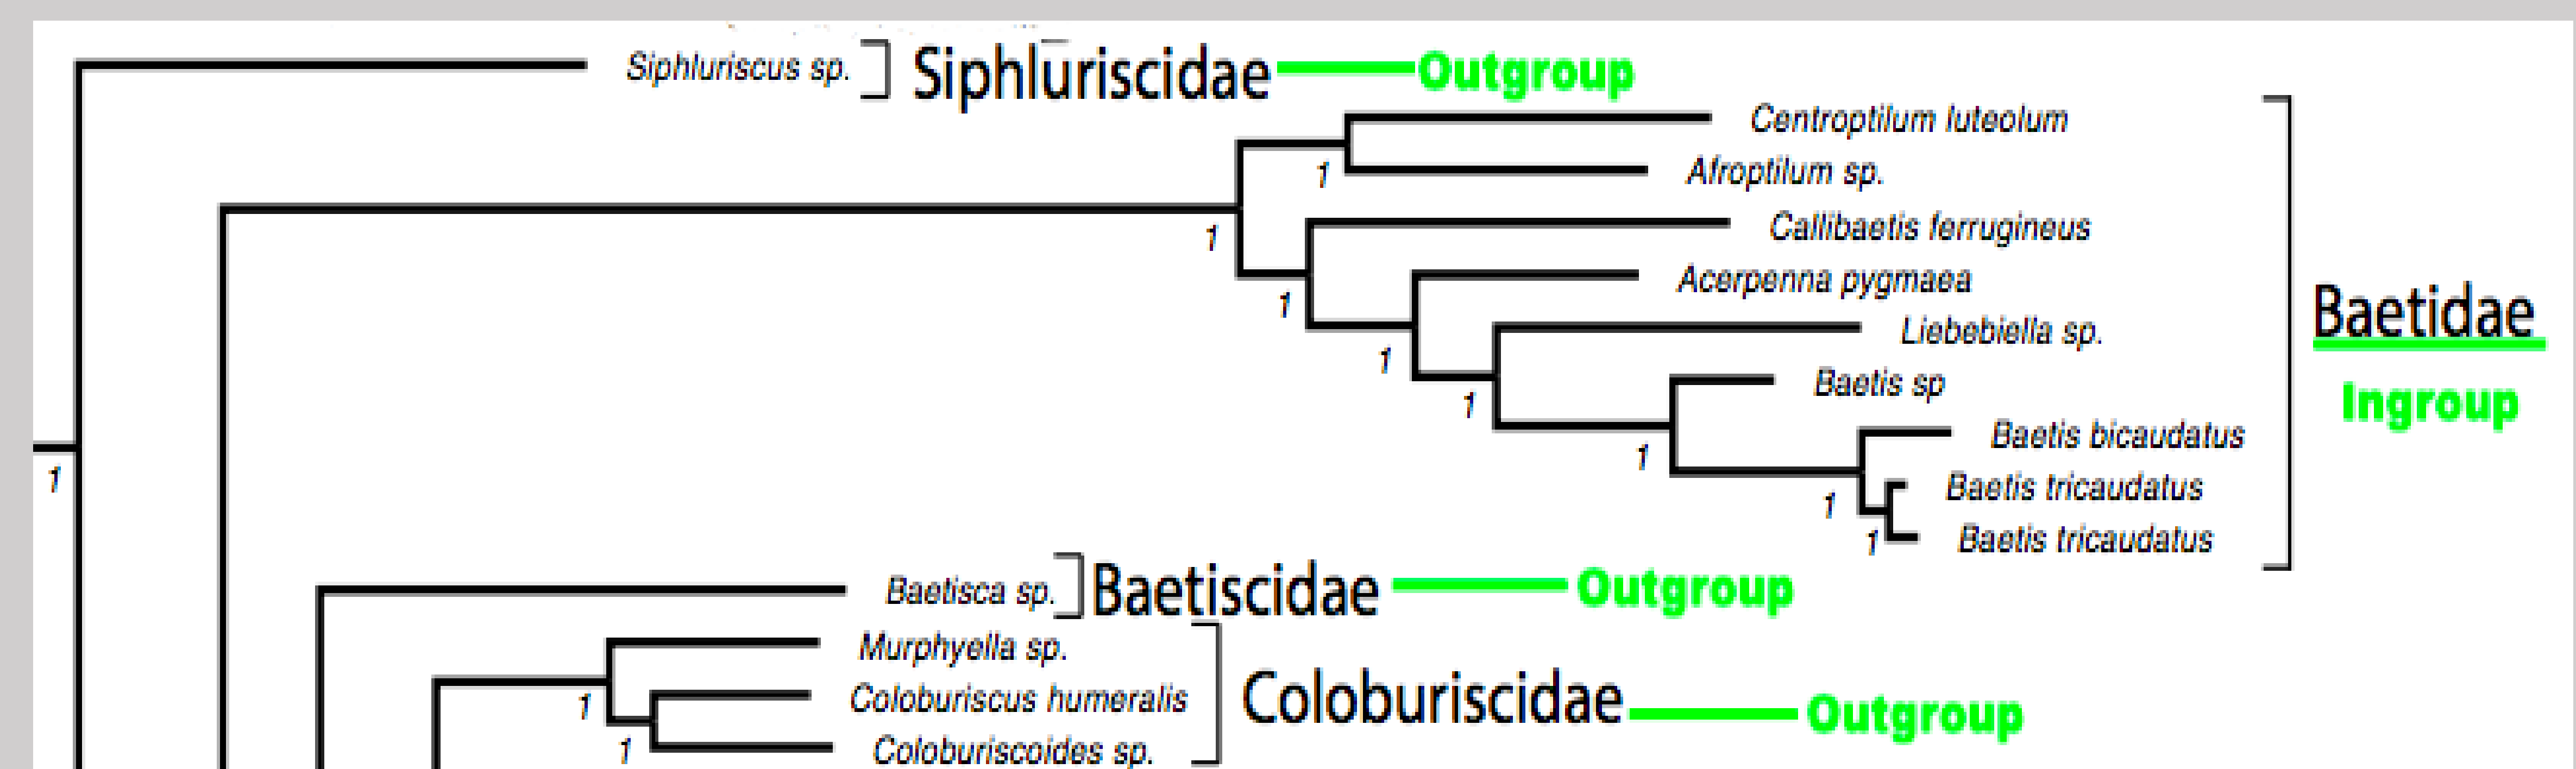 Siphluriscus sp. Siphluriscidae Outgroup
Centroptilum luteolum
1 Afroptilum sp.
1 Callibaetis ferrugineus
1 Acerpenna pygmaea
Baetidae
1 Liebebiella sp.
1 Baetis sp
Ingroup
1 Baetis bicaudatus
1
1 Baetis tricaudatus
1 Baetis tricaudatus
Baetisca sp. Baetiscidae Outgroup
Murphyella sp.
1 Coloburiscus humeralis Coloburiscidae Outgroup
1 Coloburiscoides sp.